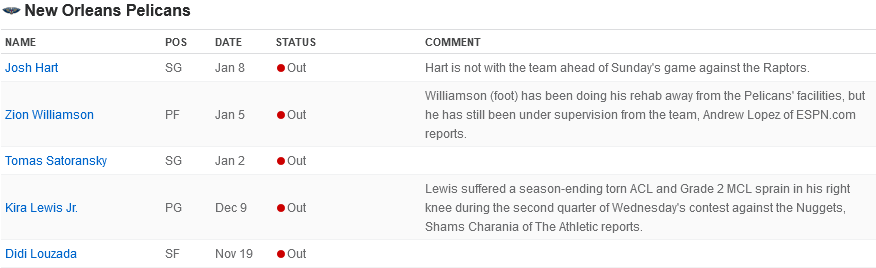 New Orleans Pelicans
NAME POS DATE STATUS COMMENT
Josh Hart SG Jan 8 Out Hart is not with the team ahead of Sunday's game against the Raptors.
Zion Williamson PF Jan 5 Out Williamson (foot) has been doing his rehab away from the Pelicans' facilities, but
he has still been under supervision from the team, Andrew Lopez of ESPN.com
reports.
Tomas Satoransky SG Jan 2 Out
Kira Lewis Jr. PG Dec 9 Out Lewis suffered a season-ending torn ACL and Grade 2 MCL sprain in his right
knee during the second quarter of Wednesday's contest against the Nuggets,
Shams Charania of The Athletic reports.
Didi Louzada SF Nov 19 Out